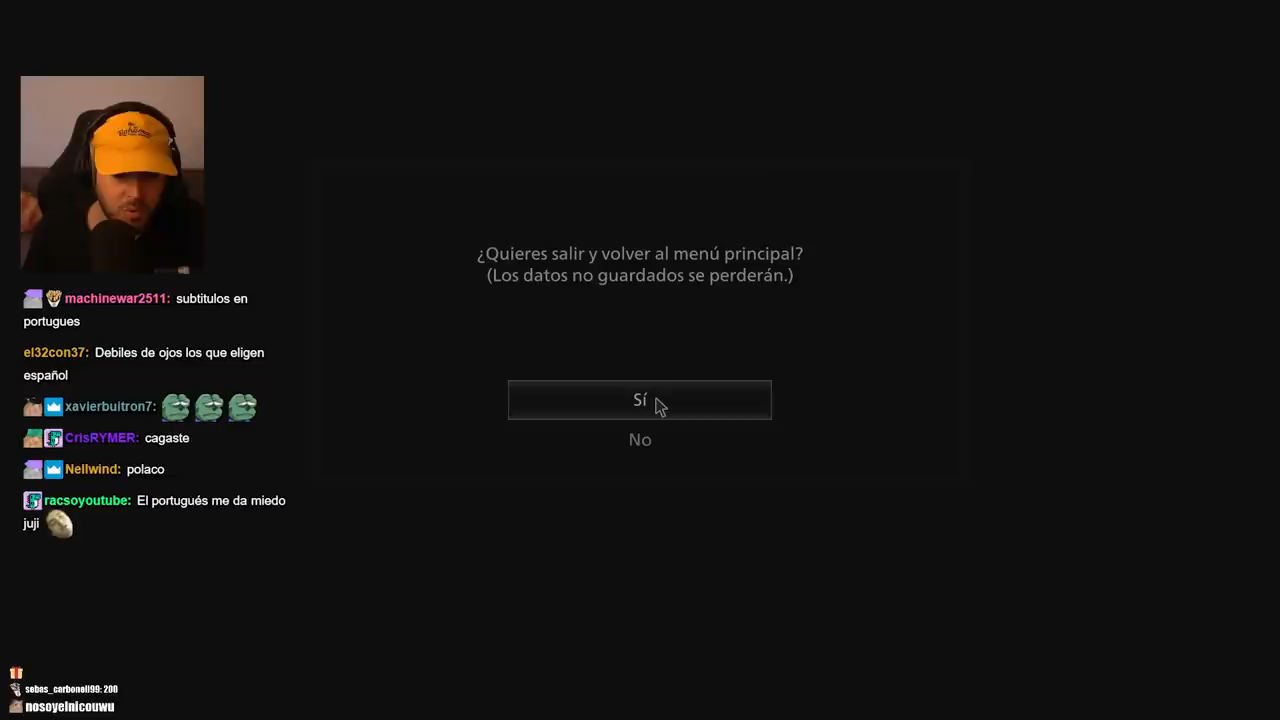 machinewar2511: subtitulos en
portugues
el32con37: Debiles de ojos los que eligen
español
xavierbuitron7:
CrisRYMER: cagaste
Nellwind: polaco
racsoyoutube: El portugués me da miedo
juji
¿Quieres salir y volver al menú principal?
(Los datos no guardados se perderán.)
Sí
No
sebas_carbonell99: 200
nosoyelnicouwu